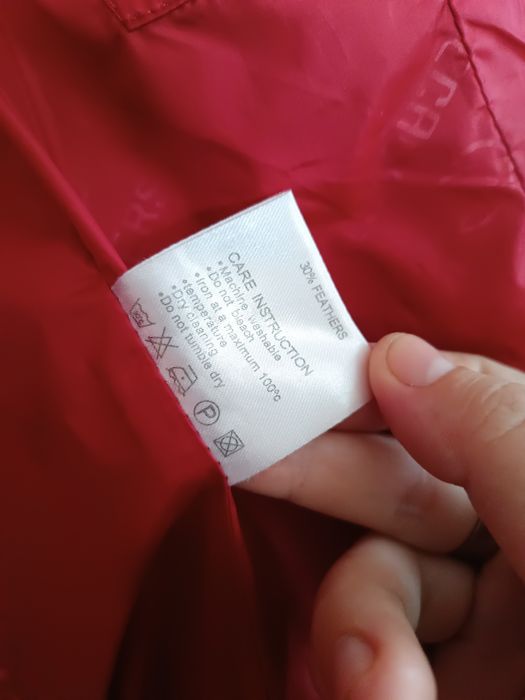 30% FEATHERS
CARE INSTRUCTION
•Machine washable
•Do not bleach
•Iron at a maximum 100ºc
•temperature
•Dry cleaning
•Do not tumble dry
P